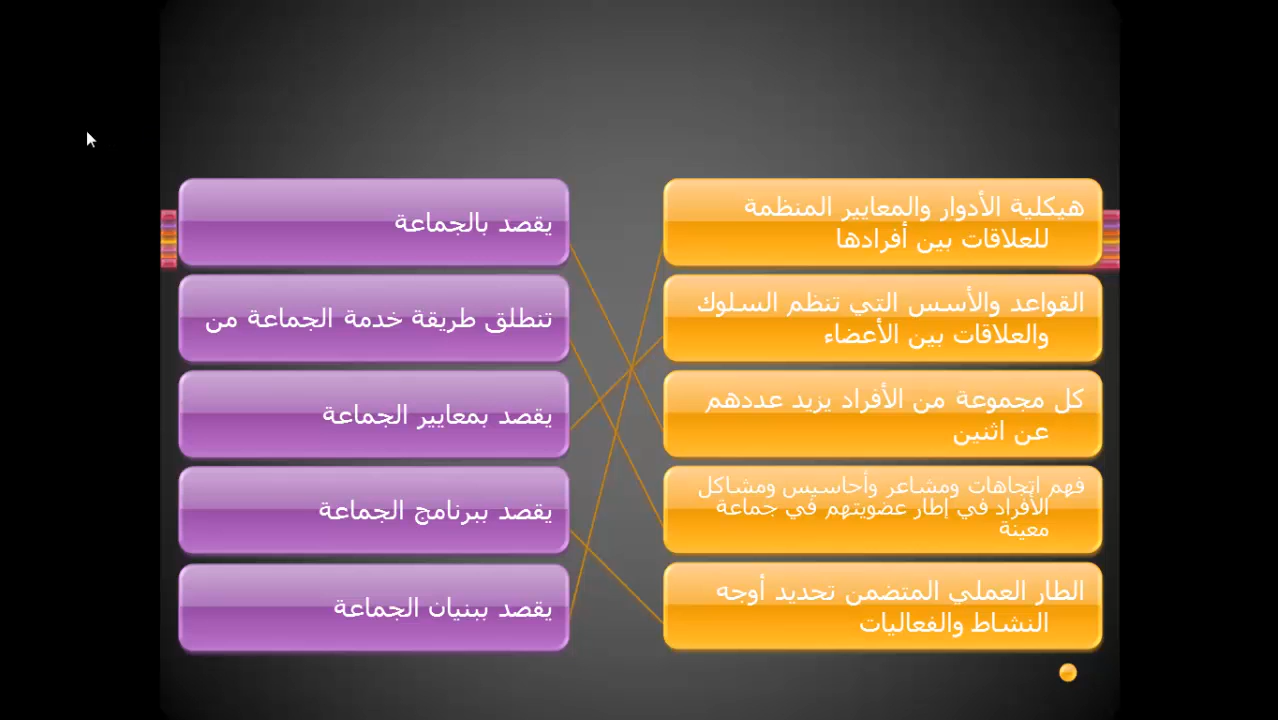 هيكلية الأدوار والمعايير المنظمة
للعلاقات بين أفرادها
القواعد والأسس التي تنظم السلوك
والعلاقات بين الأعضاء
كل مجموعة من الأفراد يزيد عددهم
عن اثنين
فهم اتجاهات ومشاعر وأحاسيس ومشاكل
الأفراد في إطار عضويتهم في جماعة
معينة
الطار العملي المتضمن تحديد أوجه
النشاط والفعاليات
يقصد بالجماعة
تنطلق طريقة خدمة الجماعة من
يقصد بمعايير الجماعة
يقصد ببرنامج الجماعة
يقصد ببنيان الجماعة